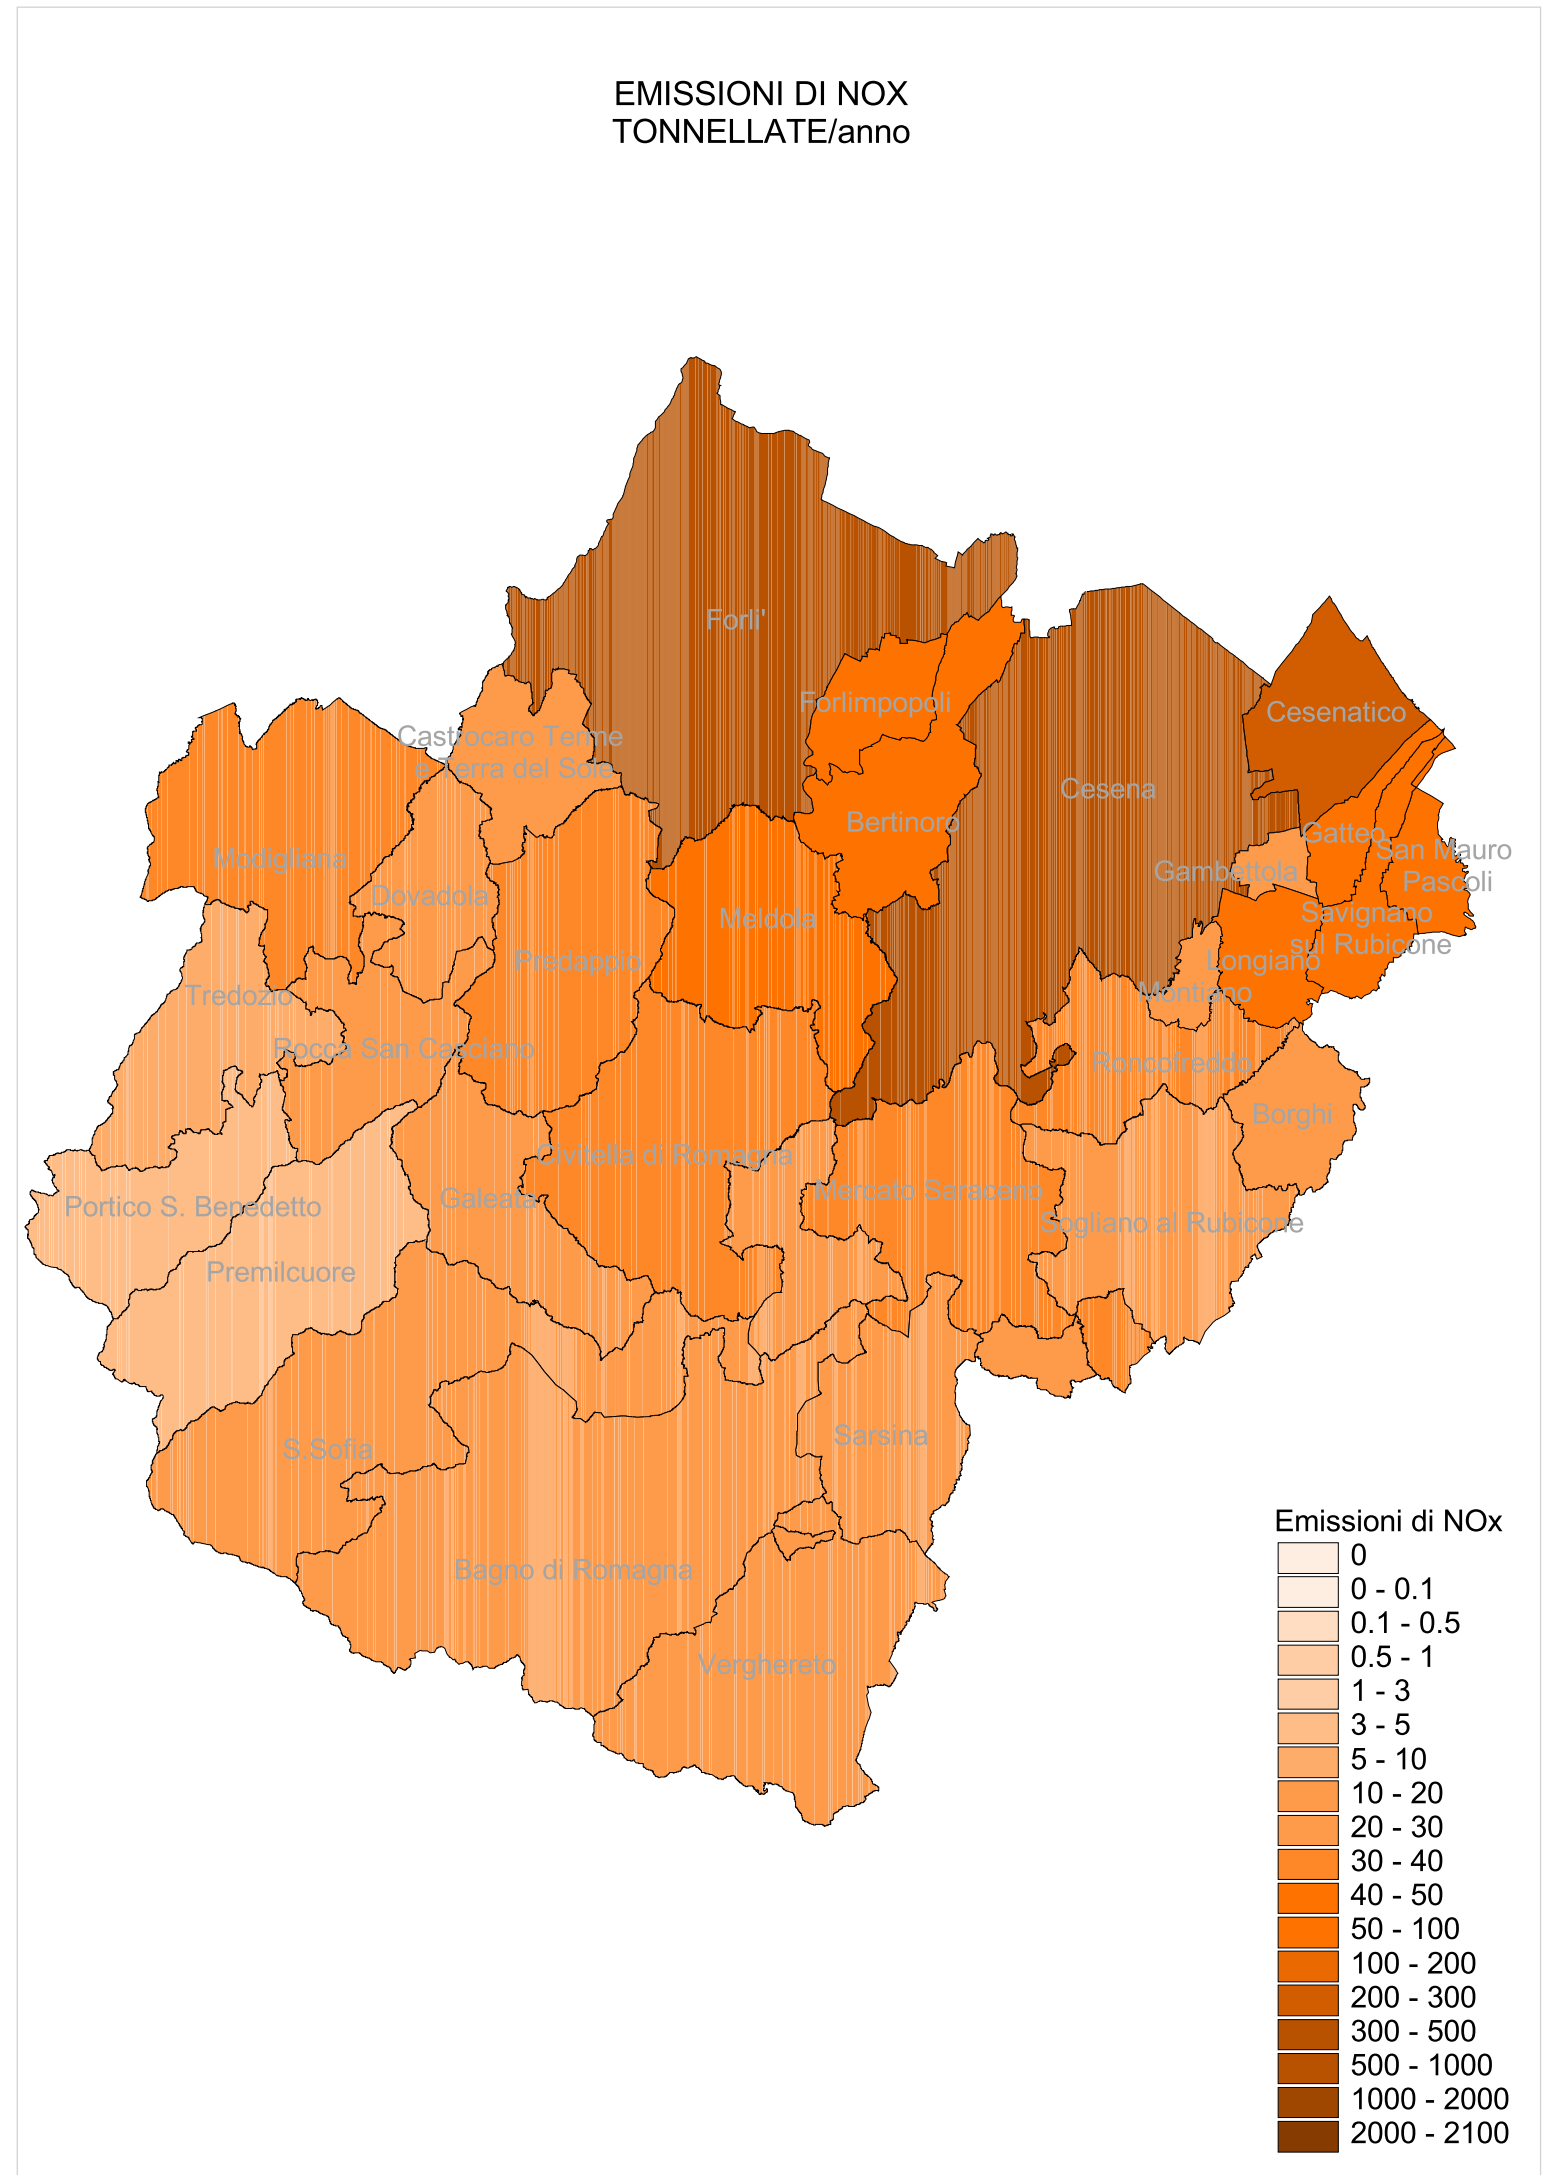 EMISSIONI DI NOX
TONNELLATE/anno
Forli'
Forlimpopoli
Cesenatico
Castrocaro Terme
e Terra del Sole
Cesena
Bertinoro
Gatteo
San Mauro
Pascoli
Modigliana
Gambettola
Dovadola
Meldola
Savignano
sul Rubicone
Predappio
Longiano
Tredozio
Montiano
Rocca San Casciano
Roncofreddo
Borghi
Civitella di Romagna
Galeata
Mercato Saraceno
Portico S. Benedetto
Sogliano al Rubicone
Premilcuore
S.Sofia
Sarsina
Bagno di Romagna
Verghereto
Emissioni di NOx
0
0 - 0.1
0.1 - 0.5
0.5 - 1
1 - 3
3 - 5
5 - 10
10 - 20
20 - 30
30 - 40
40 - 50
50 - 100
100 - 200
200 - 300
300 - 500
500 - 1000
1000 - 2000
2000 - 2100